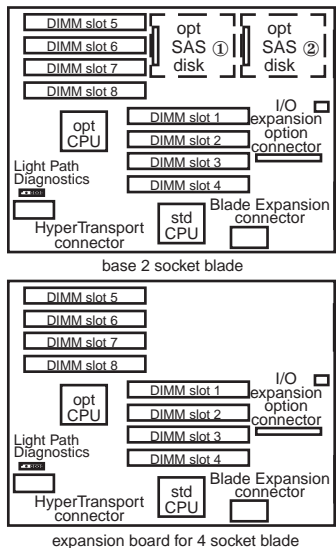 DIMM slot 5
DIMM slot 6
DIMM slot 7
DIMM slot 8
opt
SAS ①
disk
opt
SAS ②
disk
opt
CPU
DIMM slot 1
DIMM slot 2
DIMM slot 3
DIMM slot 4
I/O
expansion
option
connector
Light Path
Diagnostics
HyperTransport
connector
std
CPU
Blade Expansion
connector
base 2 socket blade
DIMM slot 5
DIMM slot 6
DIMM slot 7
DIMM slot 8
opt
CPU
DIMM slot 1
DIMM slot 2
DIMM slot 3
DIMM slot 4
I/O
expansion
option
connector
Light Path
Diagnostics
HyperTransport
connector
std
CPU
Blade Expansion
connector
expansion board for 4 socket blade